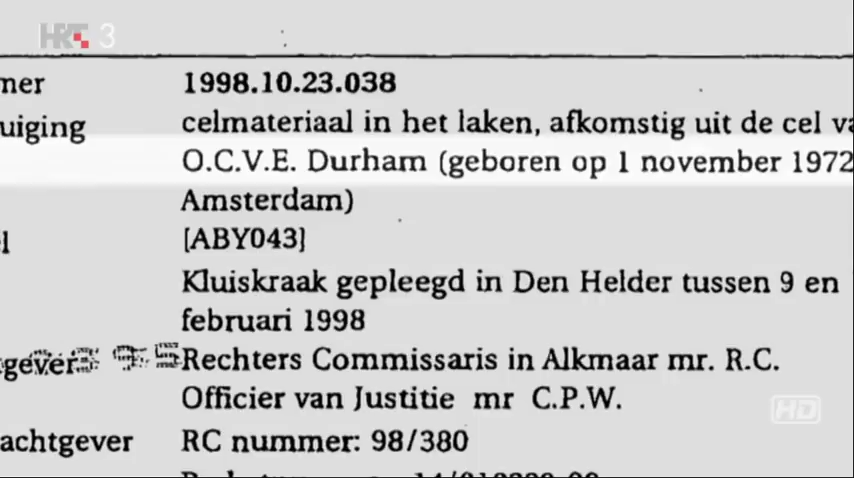 HRT 3
mer 1998.10.23.038
uiging celmateriaal in het laken, afkomstig uit de cel va
O.C.V.E. Durham (geboren op 1 november 1972
Amsterdam)
l [ABY043]
Kluiskraak gepleegd in Den Helder tussen 9 en
februari 1998
gever Rechters Commissaris in Alkmaar mr. R.C.
Officier van Justitie mr C.P.W.
achtgever RC nummer: 98/380
HD